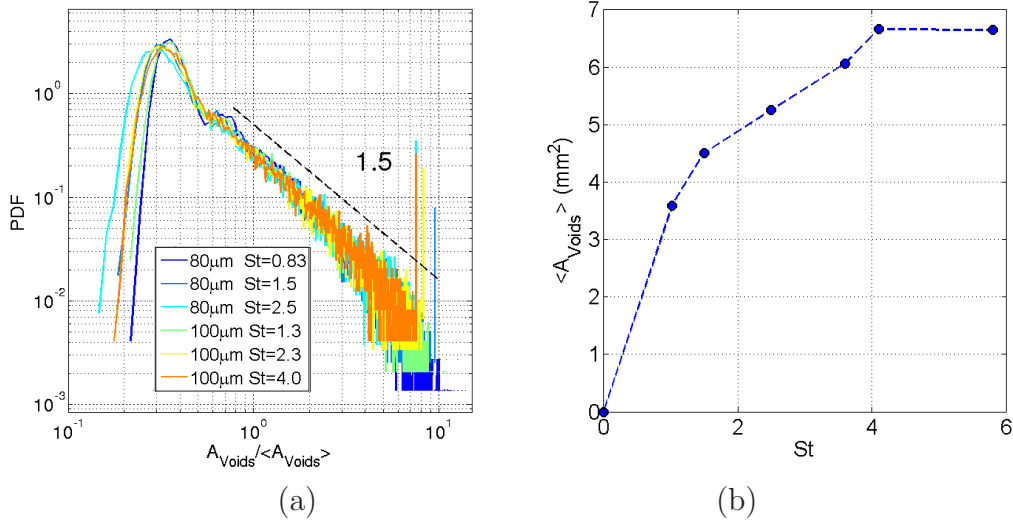 10^1
10^0
10^-1
10^-2
10^-3
PDF
1.5
80μm St=0.83
80μm St=1.5
80μm St=2.5
100μm St=1.3
100μm St=2.3
100μm St=4.0
10^-1
10^0
10^1
A_Voids/<A_Voids>
(a)
7
6
5
4
3
2
1
0
<A_Voids> (mm^2)
0
2
4
6
St
(b)